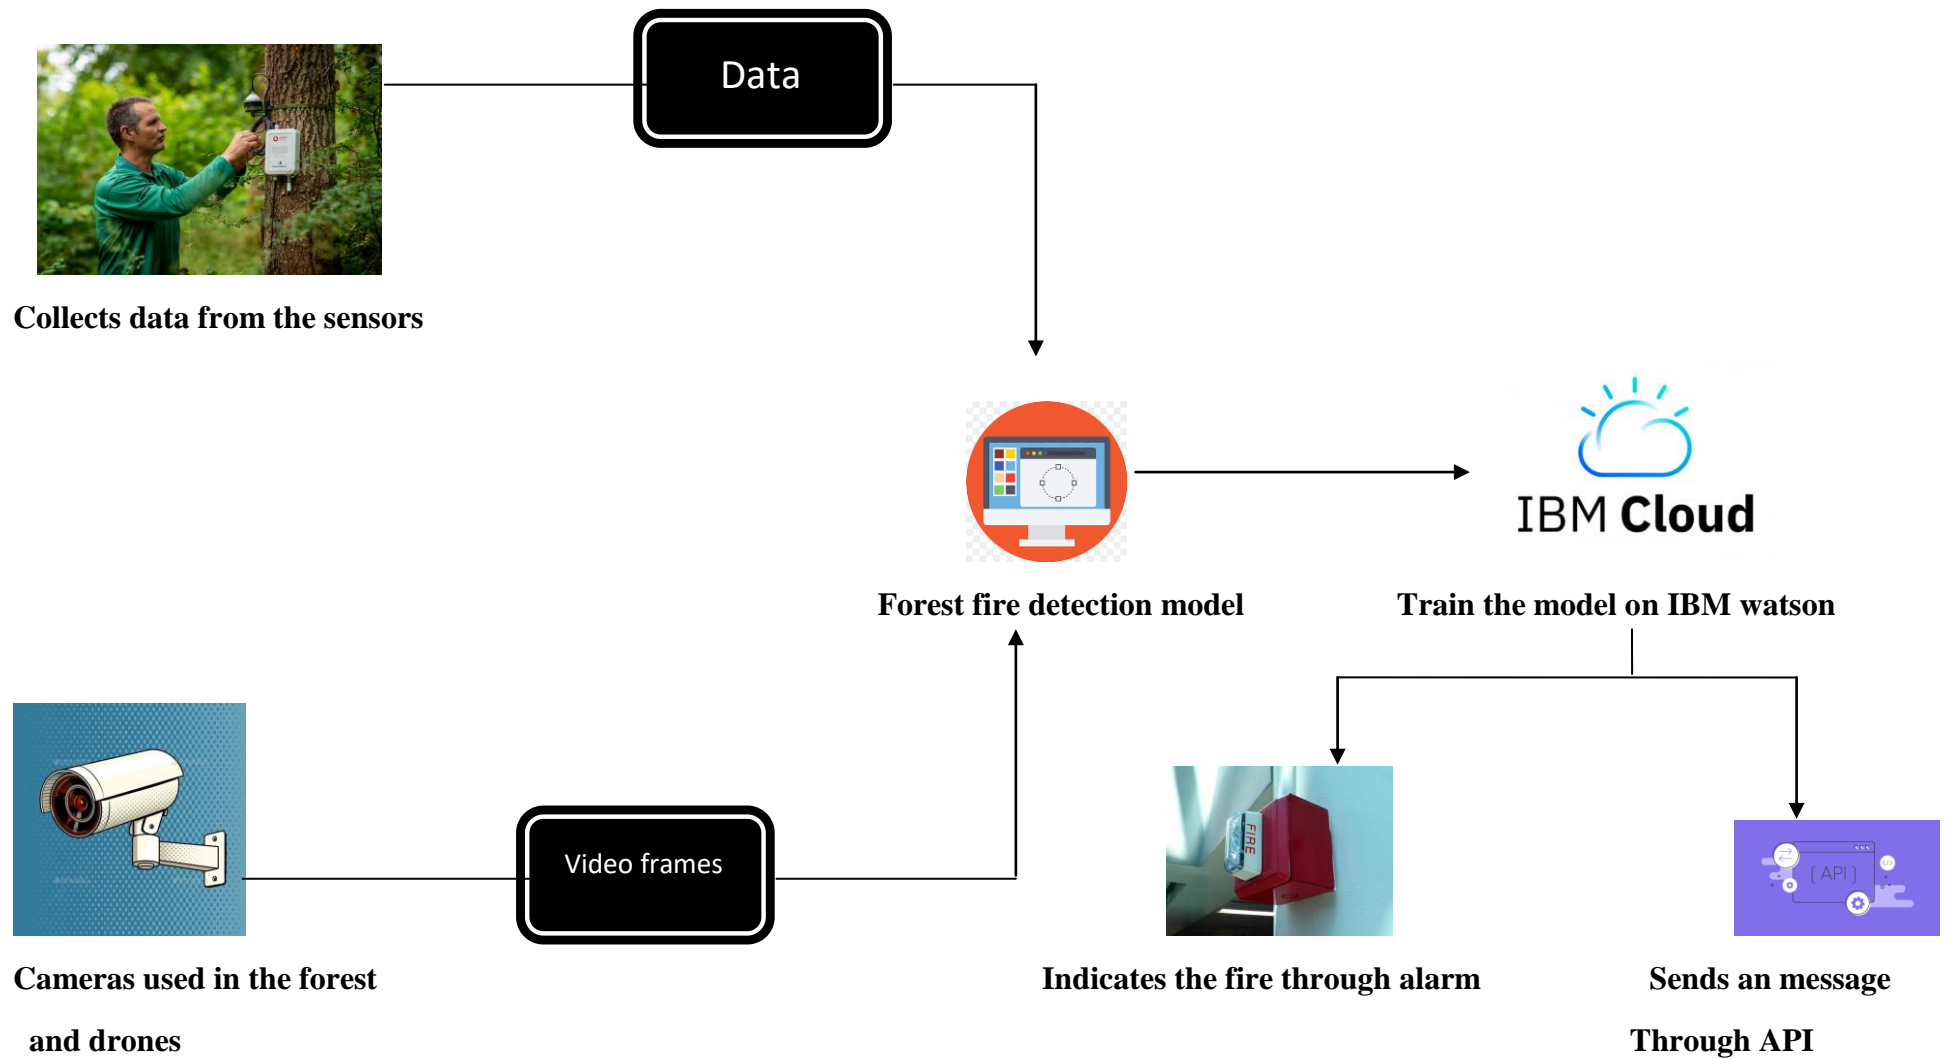 Data
Collects data from the sensors
IBM Cloud
Forest fire detection model
Train the model on IBM watson
Video frames
FIRE
{ API }
Cameras used in the forest
and drones
Indicates the fire through alarm
Sends an message
Through API